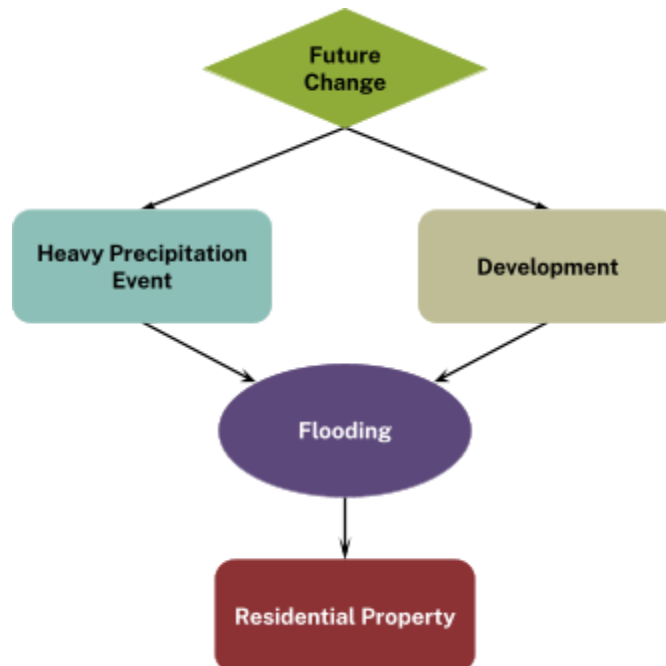 Future
Change
Heavy Precipitation
Event
Development
Flooding
Residential Property